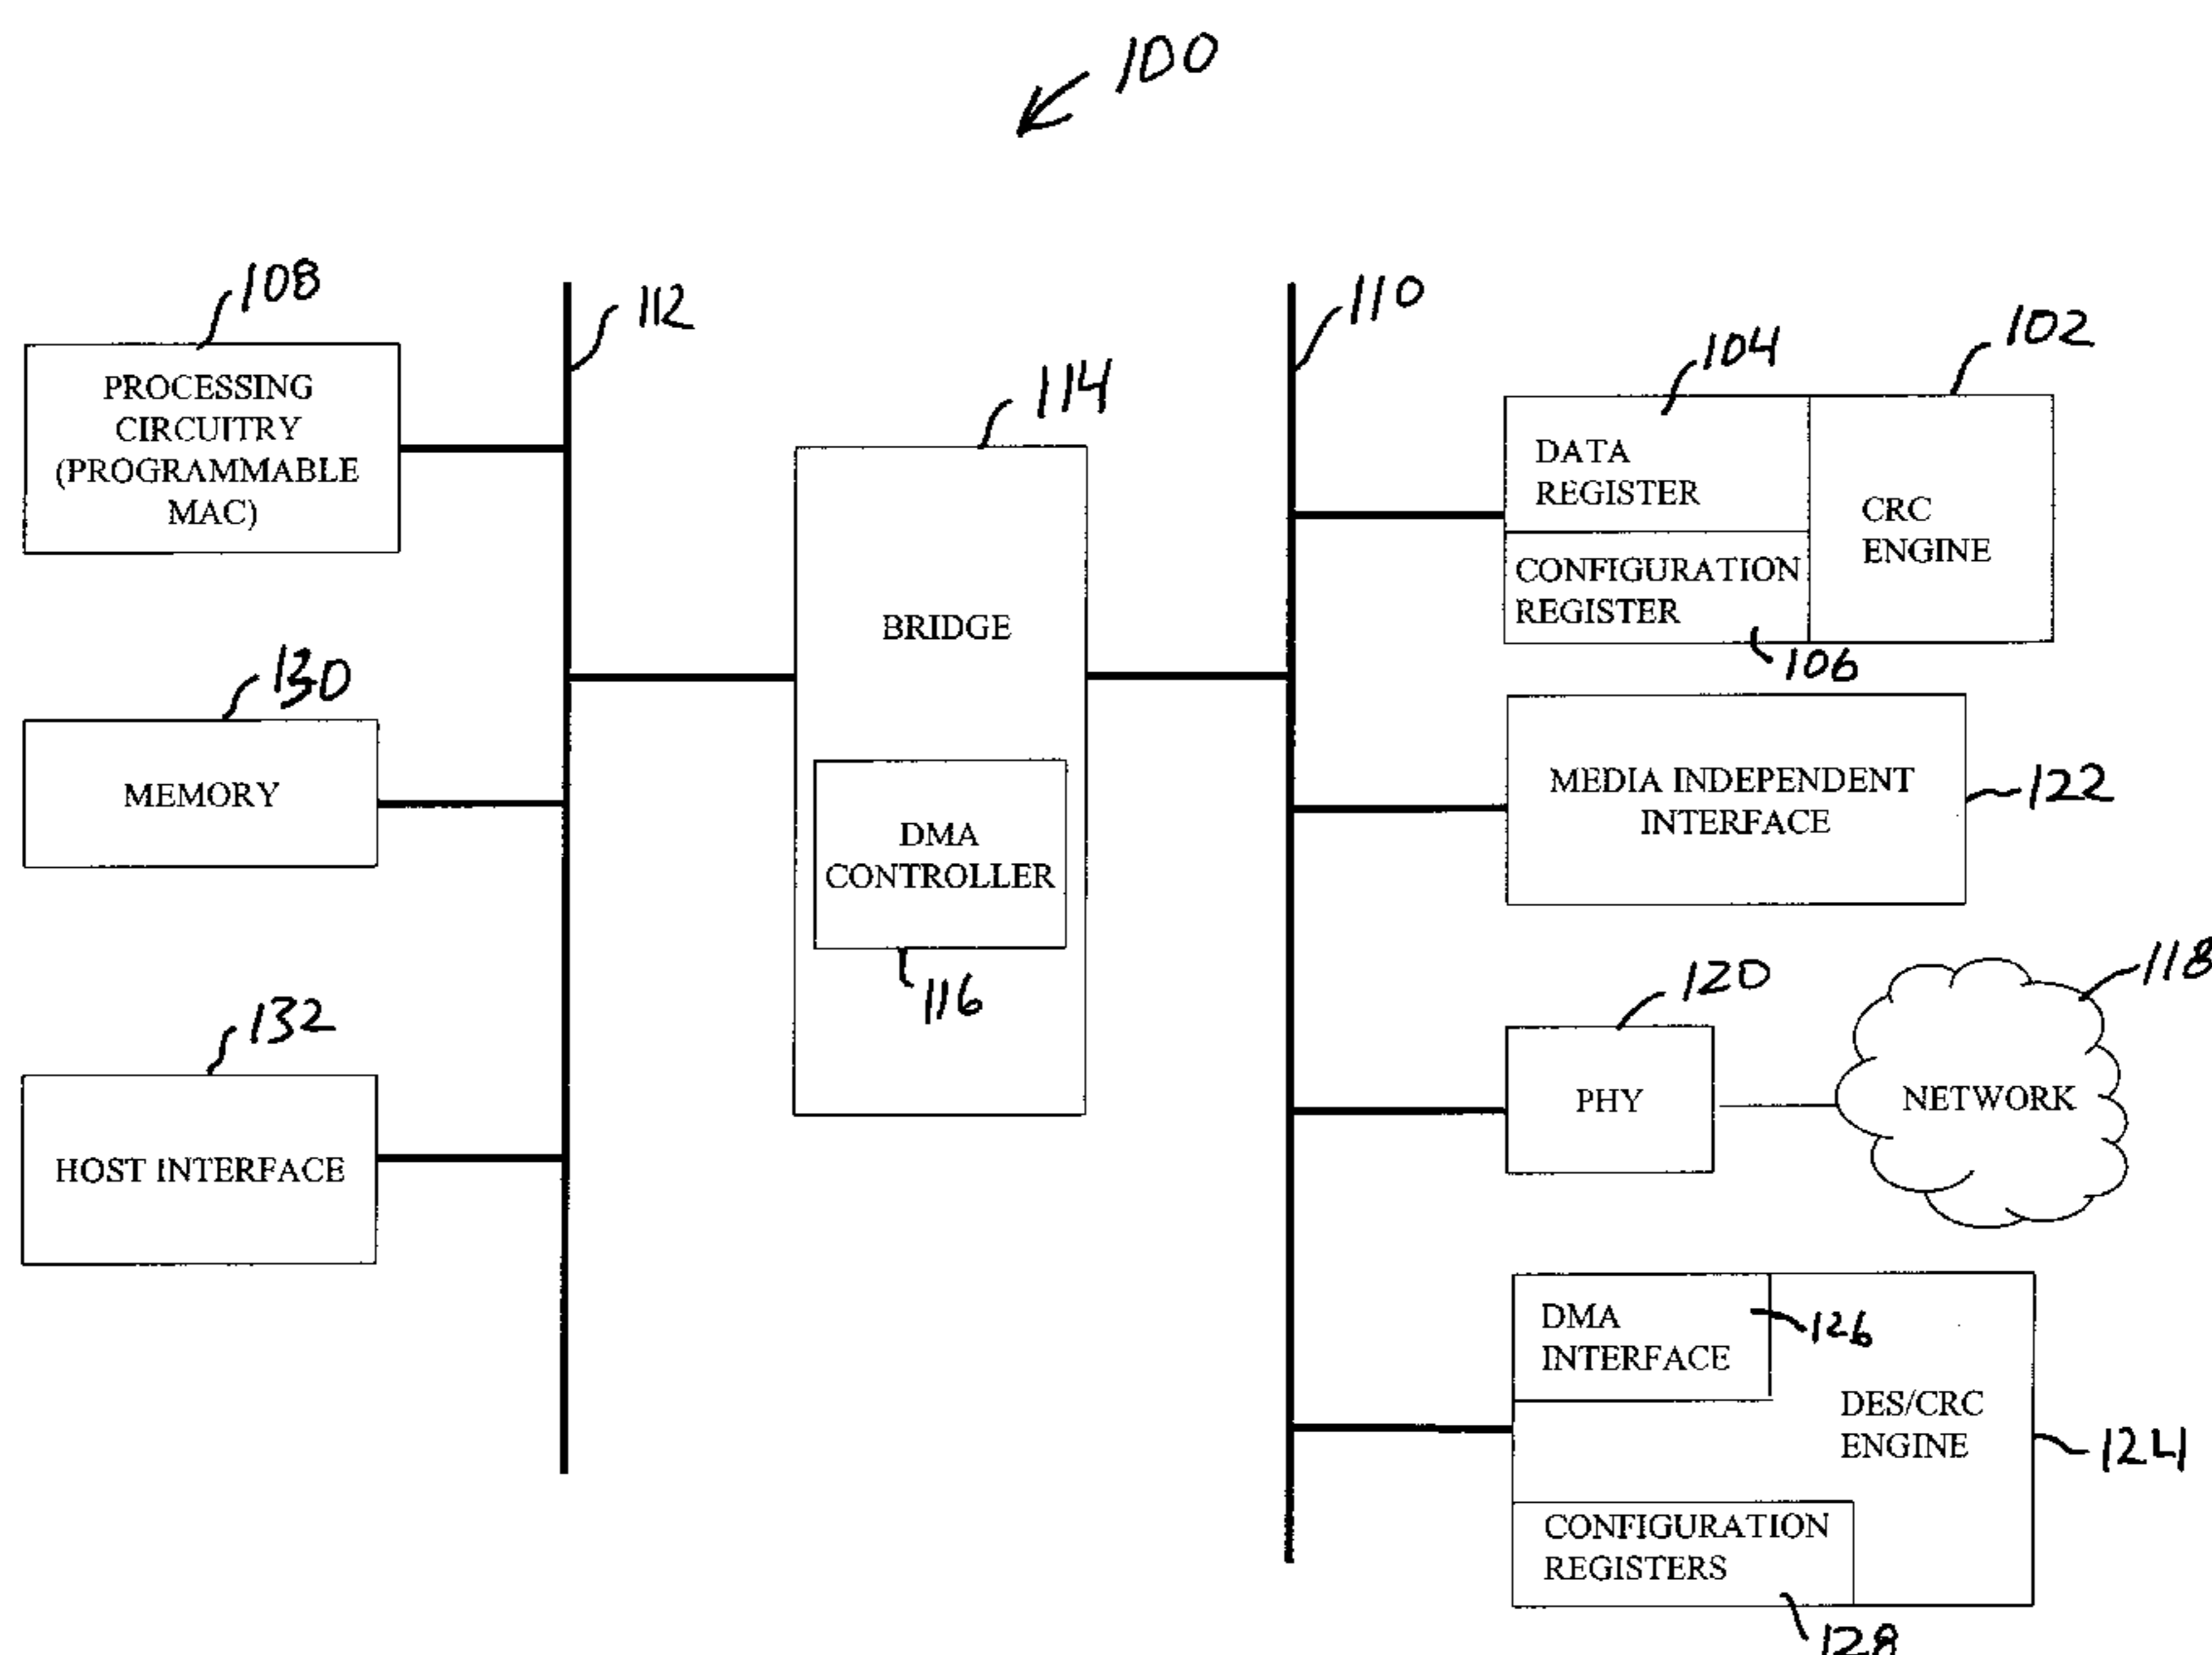 100
108
PROCESSING
CIRCUITRY
(PROGRAMMABLE
MAC)
112
130
MEMORY
132
HOST INTERFACE
114
BRIDGE
DMA
CONTROLLER
116
110
104
102
DATA
REGISTER
CRC
ENGINE
CONFIGURATION
REGISTER
106
MEDIA INDEPENDENT
INTERFACE
122
120
PHY
118
NETWORK
DMA
INTERFACE
126
DES/CRC
ENGINE
124
CONFIGURATION
REGISTERS
128